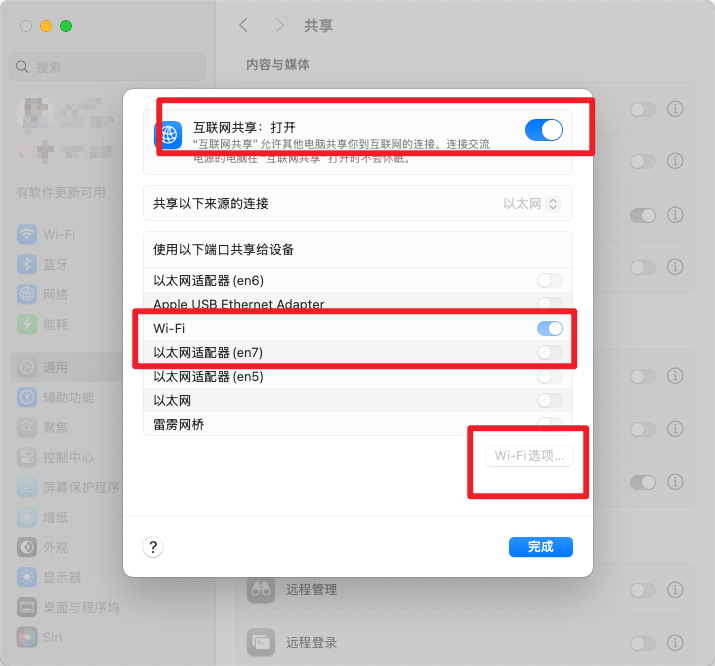 共享
搜索
内容与媒体
有软件更新可用
Wi-Fi
蓝牙
网络
能耗
通用
辅助功能
聚焦
控制中心
屏幕保护程序
墙纸
外观
显示器
桌面与程序坞
Siri
互联网共享：打开
“互联网共享”允许其他电脑共享你到互联网的连接。连接交流
电源的电脑在“互联网共享”打开时不会休眠。
共享以下来源的连接 以太网
使用以下端口共享给设备
以太网适配器 (en6)
Apple USB Ethernet Adapter
Wi-Fi
以太网适配器 (en7)
以太网适配器 (en5)
以太网
雷雳网桥
Wi-Fi选项...
?
完成
远程管理
远程登录